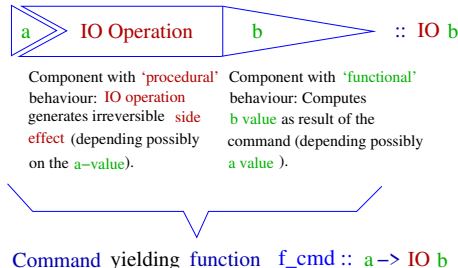 a IO Operation b :: IO b
Component with ‘procedural’
behaviour: IO operation
generates irreversible side
effect (depending possibly
on the a−value).
Component with ‘functional’
behaviour: Computes
b value as result of the
command (depending possibly
a value ).
Command yielding function f_cmd :: a −> IO b